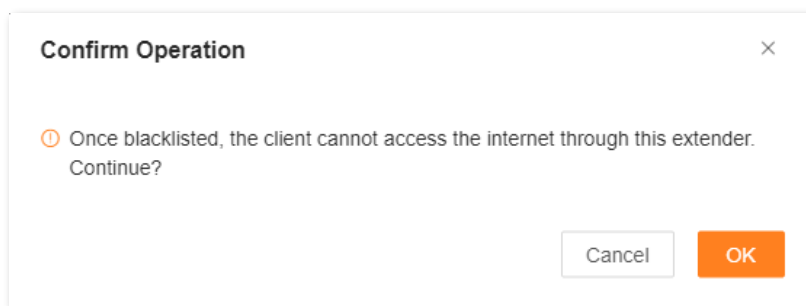 Confirm Operation
Once blacklisted, the client cannot access the internet through this extender.
Continue?
Cancel
OK